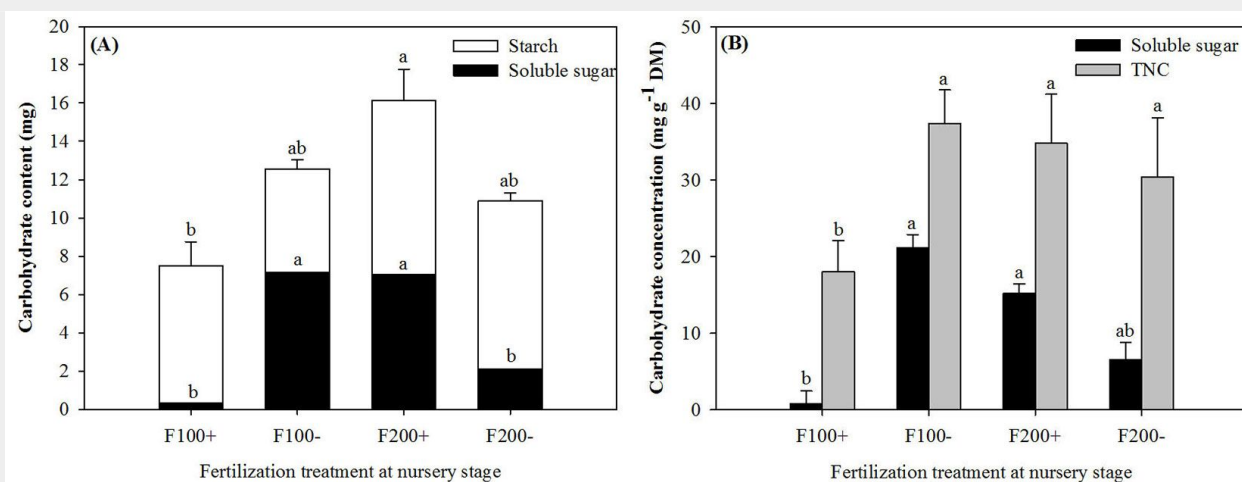 (A)
Starch
Soluble sugar
Carbohydrate content (mg)
20
18
16
14
12
10
8
6
4
2
0
b
ab
a
ab
b
a
a
b
F100+ F100- F200+ F200-
Fertilization treatment at nursery stage
(B)
Soluble sugar
TNC
Carbohydrate concentration (mg g-1 DM)
50
40
30
20
10
0
b
b
a
a
a
a
ab
a
F100+ F100- F200+ F200-
Fertilization treatment at nursery stage